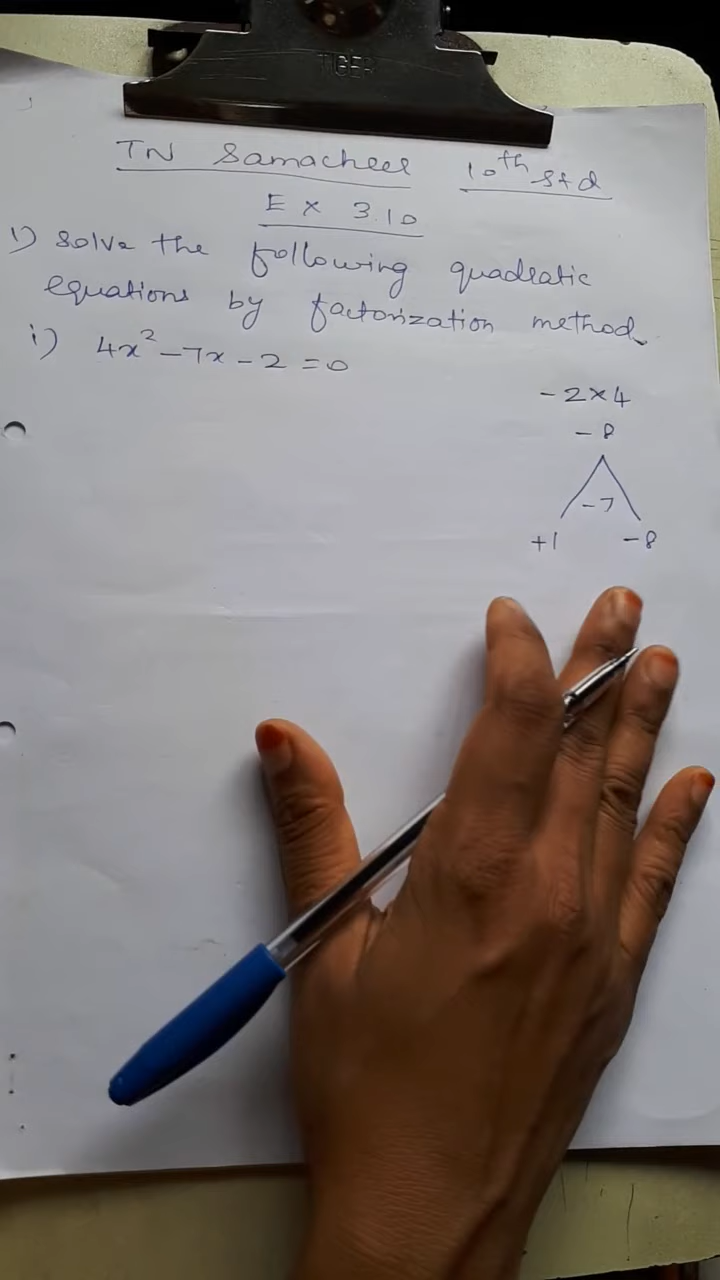 TIGER
TN Samacheer 10th Std
Ex 3.10
1) Solve the following quadratic
equations by factorization method.
i) 4x² - 7x - 2 = 0
-2×4
-8
-7
+1 -8